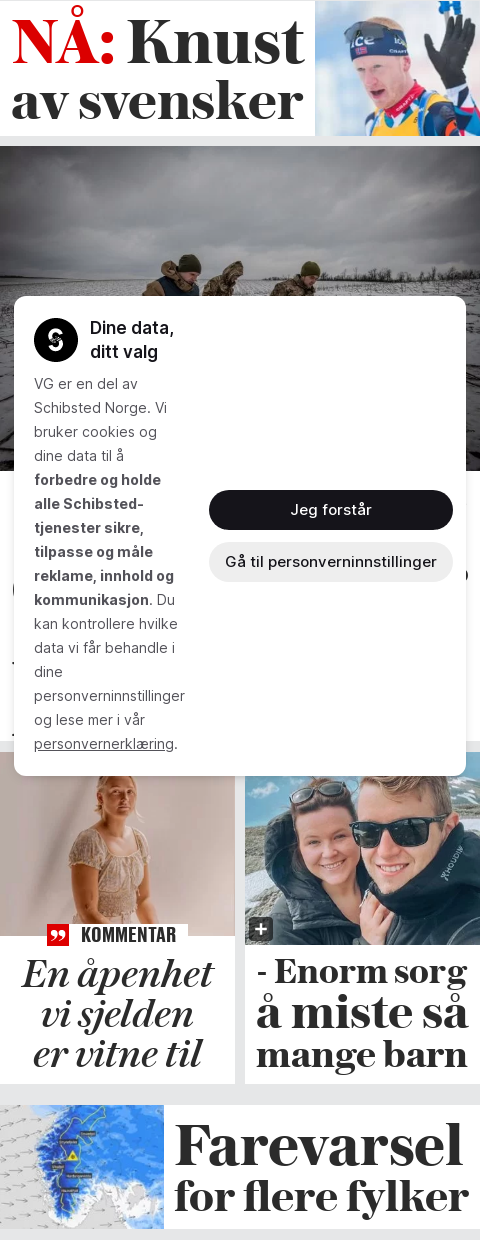 NÅ: Knust
av svensker
Dine data,
ditt valg
VG er en del av
Schibsted Norge. Vi
bruker cookies og
dine data til å
forbedre og holde
alle Schibsted-
tjenester sikre,
tilpasse og måle
reklame, innhold og
kommunikasjon. Du
kan kontrollere hvilke
data vi får behandle i
dine
personverninnstillinger
og lese mer i vår
personvernerklæring.
Jeg forstår
Gå til personverninnstillinger
KOMMENTAR
En åpenhet
vi sjelden
er vitne til
- Enorm sorg
å miste så
mange barn
Farevarsel
for flere fylker